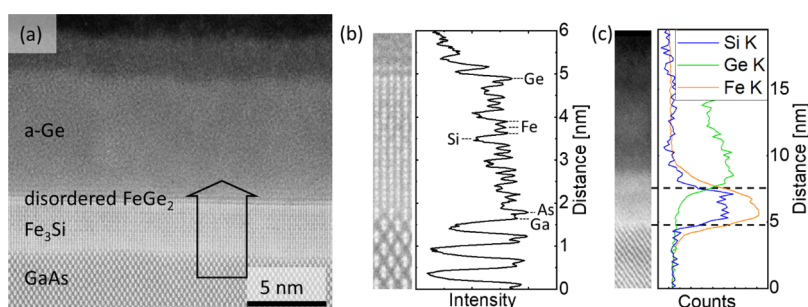 (a)
a-Ge
disordered FeGe₂
Fe₃Si
GaAs
5 nm
(b)
Ge
Fe
Si
As
Ga
Intensity
0
1
2
3
4
5
6
Distance [nm]
(c)
Si K
Ge K
Fe K
Counts
0
5
10
15
Distance [nm]